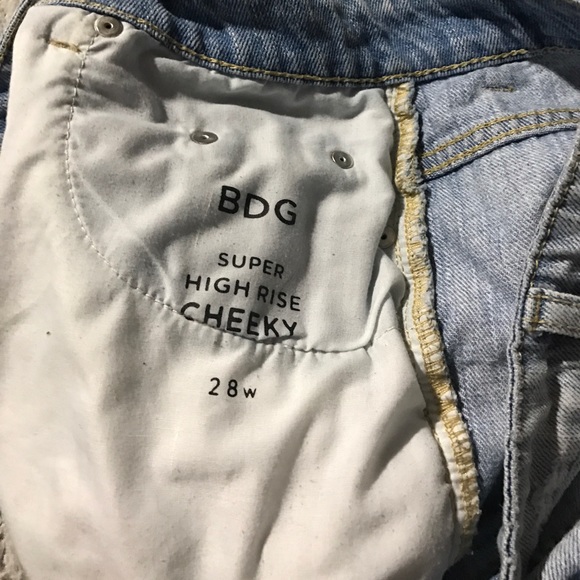 BDG
SUPER
HIGH RISE
CHEEKY
28W